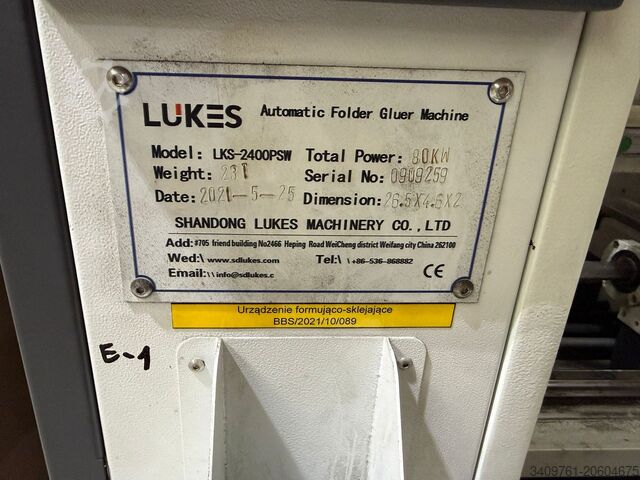 LUKES Automatic Folder Gluer Machine
Model: LKS-2400PSW Total Power: 80KW
Weight: 23T Serial No: 0909259
Date: 2021-5-25 Dimension: 26.5X4.6X2
SHANDONG LUKES MACHINERY CO.,LTD
Add: #705 friend building No2466 Heping Road WeiCheng district Weifang city China 262100
Wed:\ www.sdlukes.com Tel:\ \+86-536-868882
Email:\ \ info@sdlukes.c CE
Urządzenie formująco-sklejające
BBS/2021/10/089
E-1
3409761-20604675